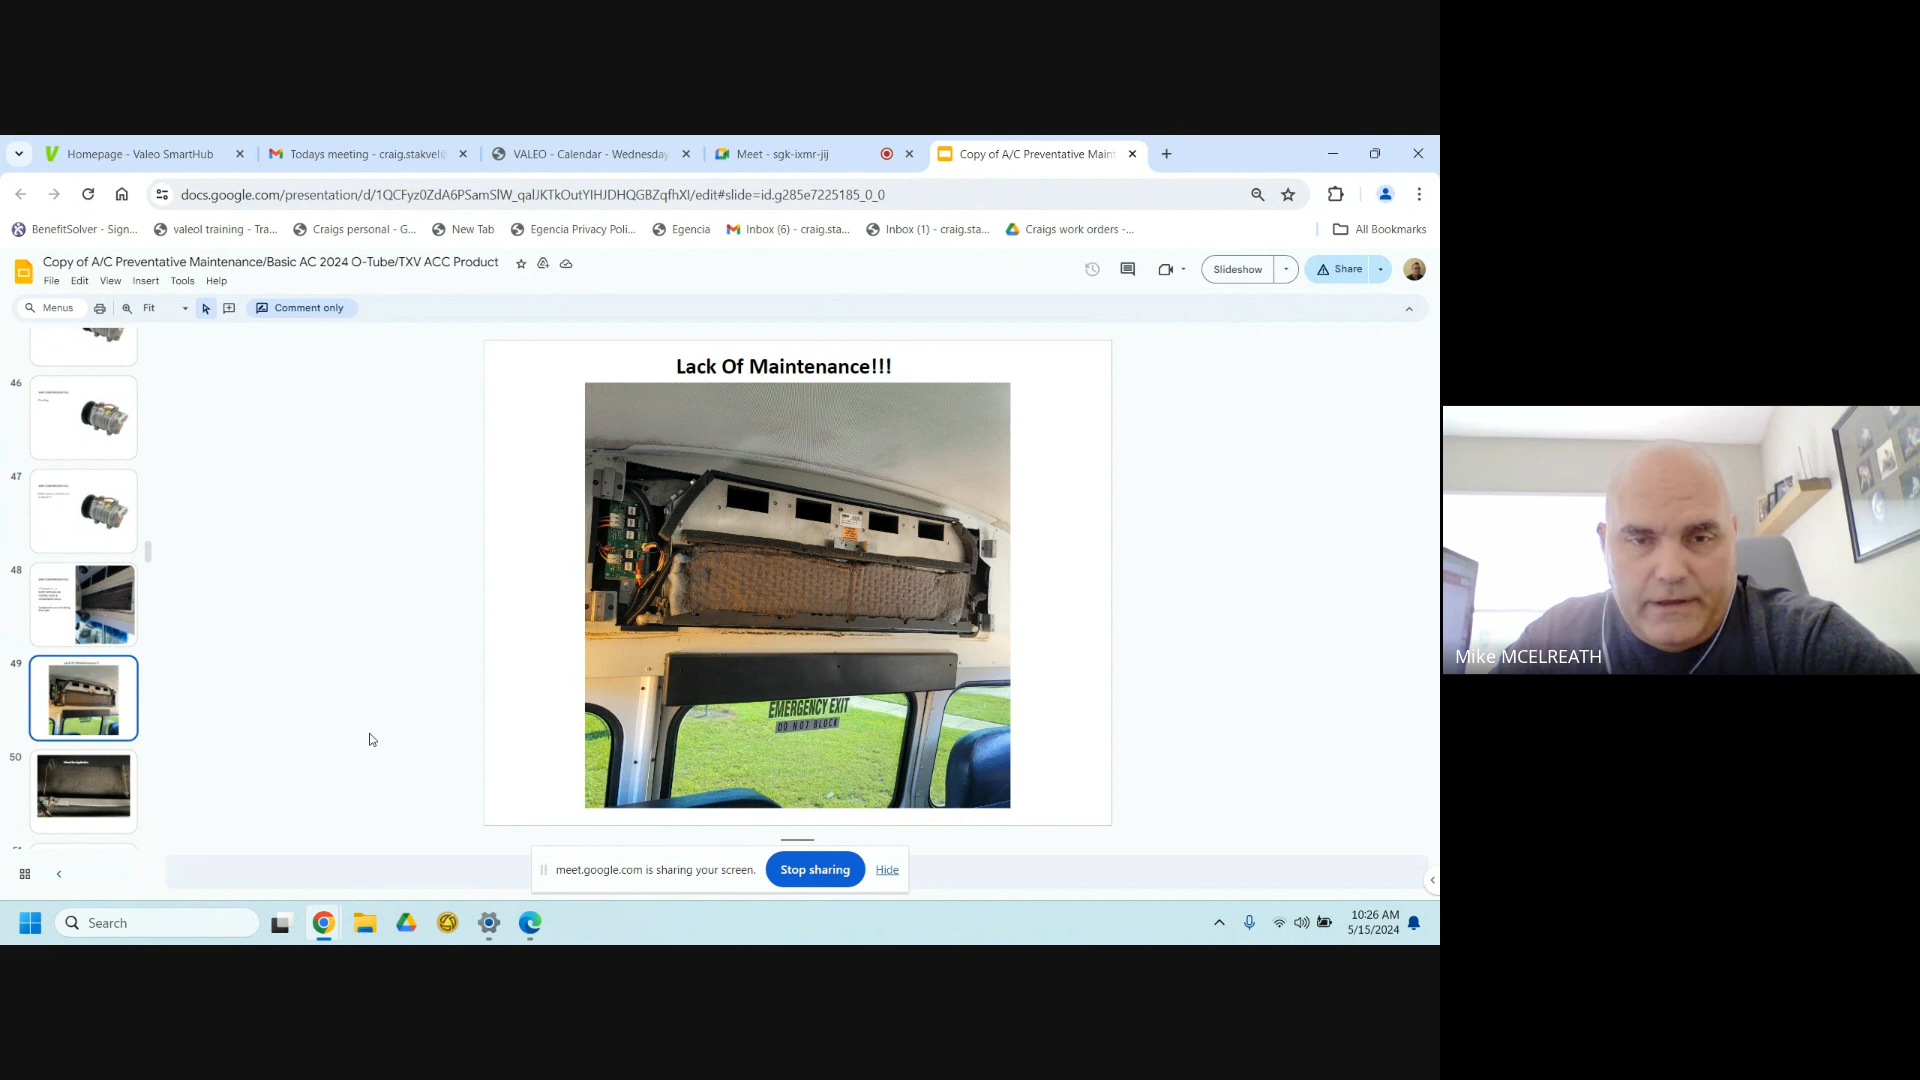 Homepage - Valeo SmartHub
Todays meeting - craig.stakvel@
VALEO - Calendar - Wednesday
Meet - sgk-ixmr-jij
Copy of A/C Preventative Maint
docs.google.com/presentation/d/1QCFyz0ZdA6PSamSlW_qalJKTkOutYIHJDHQGBZqfhXI/edit#slide=id.g285e7225185_0_0
BenefitSolver - Sign...
valeol training - Tra...
Craigs personal - G...
New Tab
Egencia Privacy Poli...
Egencia
Inbox (6) - craig.sta...
Inbox (1) - craig.sta...
Craigs work orders -...
All Bookmarks
Copy of A/C Preventative Maintenance/Basic AC 2024 O-Tube/TXV ACC Product
File Edit View Insert Tools Help
Slideshow
Share
Menus
Fit
Comment only
46
47
48
49
50
Lack Of Maintenance!!!
EMERGENCY EXIT
DO NOT BLOCK
Mike MCELREATH
meet.google.com is sharing your screen.
Stop sharing
Hide
Search
10:26 AM
5/15/2024